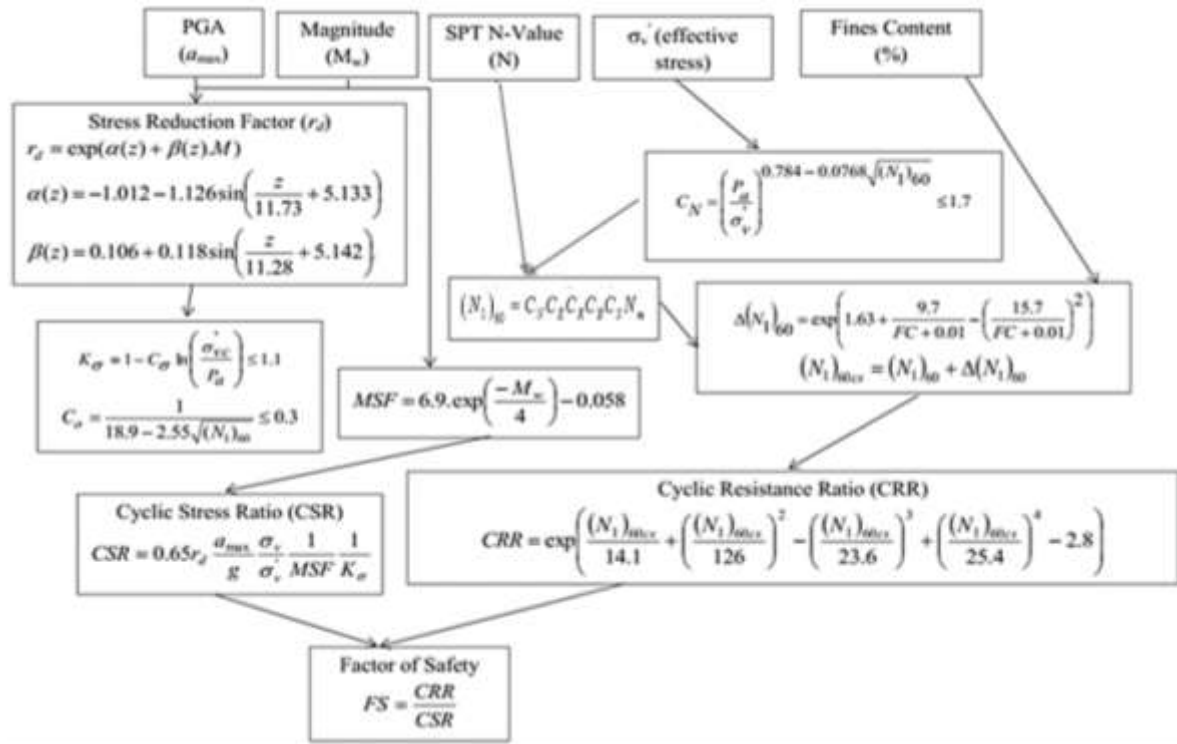 PGA
(a_max)
Magnitude
(M_w)
SPT N-Value
(N)
σ_v' (effective
stress)
Fines Content
(%)
Stress Reduction Factor (r_d)
r_d = exp(α(z) + β(z).M)
α(z) = −1.012 − 1.126 sin(z/11.73 + 5.133)
β(z) = 0.106 + 0.118 sin(z/11.28 + 5.142)
C_N = (P_a/σ_v')^(0.784 − 0.0768√(N_1)_60) ≤ 1.7
(N_1)_60 =
Δ(N_1)_60 = exp(1.63 + 9.7/(FC + 0.01) − (15.7/(FC + 0.01))^2)
(N_1)_60cs = (N_1)_60 + Δ(N_1)_60
K_σ = 1 − C_σ ln(σ_vc'/P_a) ≤ 1.1
C_σ = 1/(18.9 − 2.55√(N_1)_60) ≤ 0.3
MSF = 6.9.exp(−M_w/4) − 0.058
Cyclic Stress Ratio (CSR)
CSR = 0.65 r_d a_max/g σ_v/σ_v' 1/MSF 1/K_σ
Cyclic Resistance Ratio (CRR)
CRR = exp((N_1)_60cs/14.1 + ((N_1)_60cs/126)^2 − ((N_1)_60cs/23.6)^3 + ((N_1)_60cs/25.4)^4 − 2.8)
Factor of Safety
FS = CRR/CSR